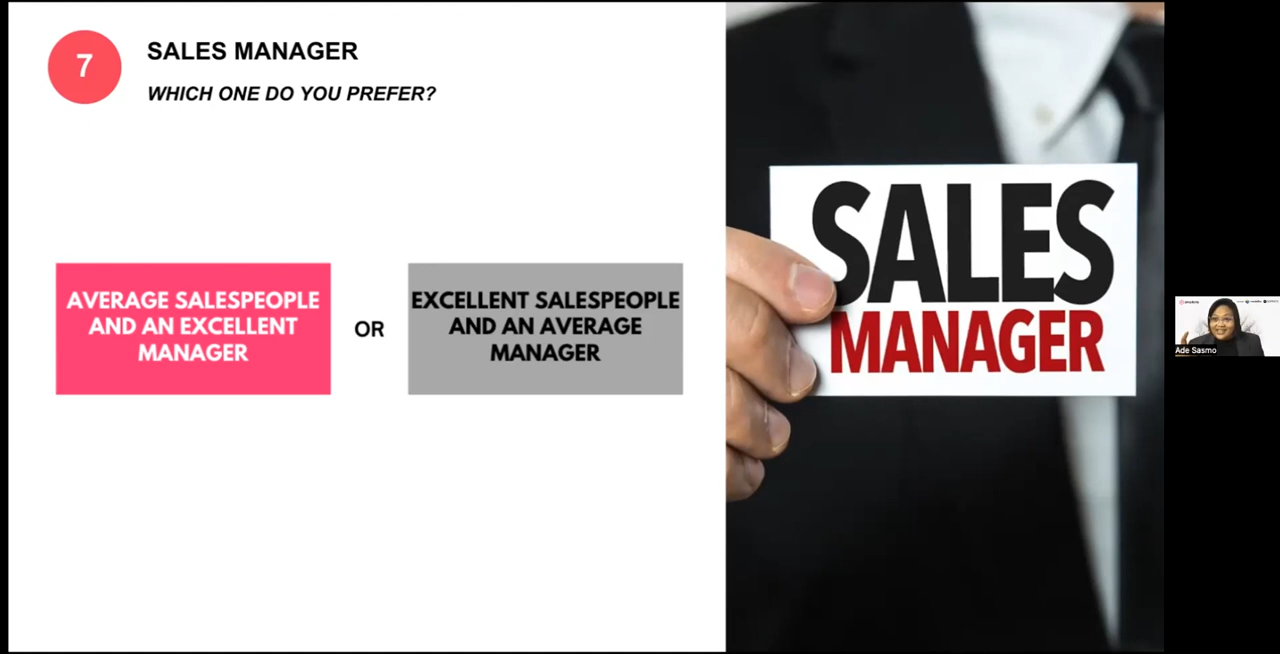 7
SALES MANAGER
WHICH ONE DO YOU PREFER?
AVERAGE SALESPEOPLE
AND AN EXCELLENT
MANAGER
OR
EXCELLENT SALESPEOPLE
AND AN AVERAGE
MANAGER
SALES
MANAGER
Ade Sasmo